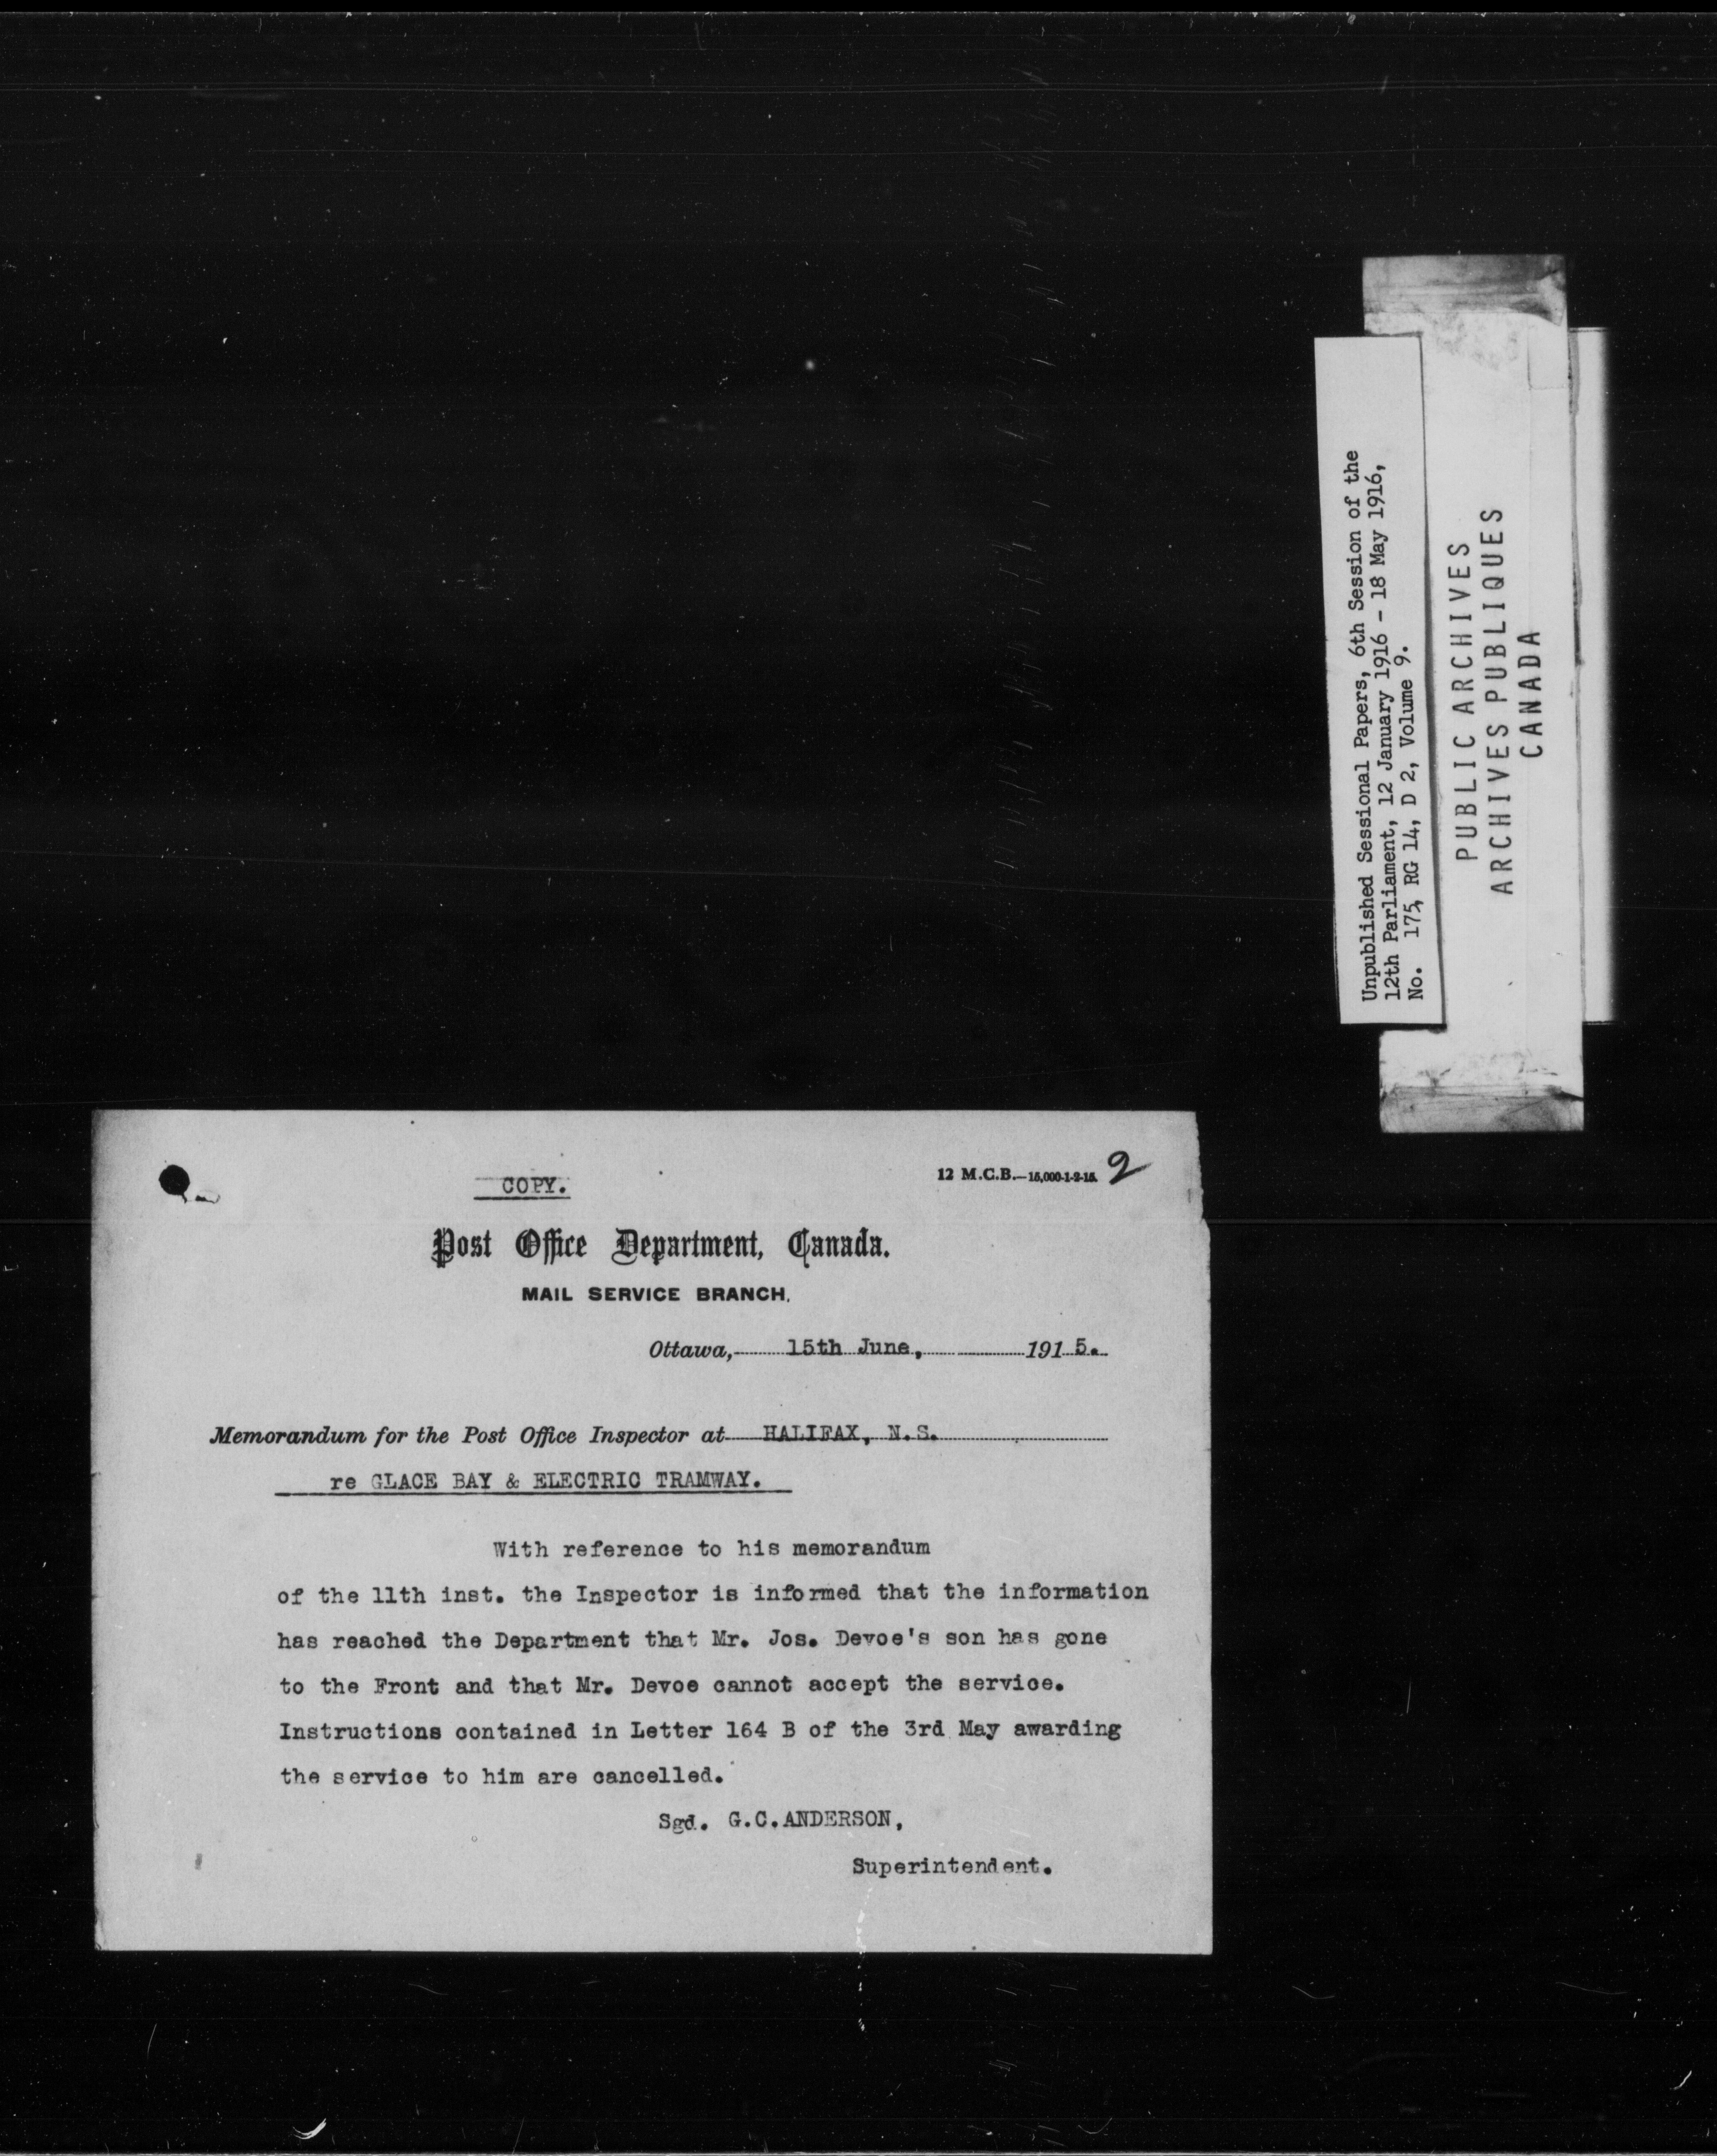 Unpublished Sessional Papers, 6th Session of the
12th Parliament, 12 January 1916 - 18 May 1916,
No. 175, RG 14, D 2, Volume 9.
PUBLIC ARCHIVES
ARCHIVES PUBLIQUES
CANADA
COPY.
12 M.C.B.—15,000-1-2-15. 2
Post Office Department, Canada.
MAIL SERVICE BRANCH.
Ottawa, 15th June, 1915.
Memorandum for the Post Office Inspector at HALIFAX, N.S.
re GLACE BAY & ELECTRIC TRAMWAY.
With reference to his memorandum
of the 11th inst. the Inspector is informed that the information
has reached the Department that Mr. Jos. Devoe's son has gone
to the Front and that Mr. Devoe cannot accept the service.
Instructions contained in Letter 164 B of the 3rd May awarding
the service to him are cancelled.
Sgd. G.C.ANDERSON,
Superintendent.